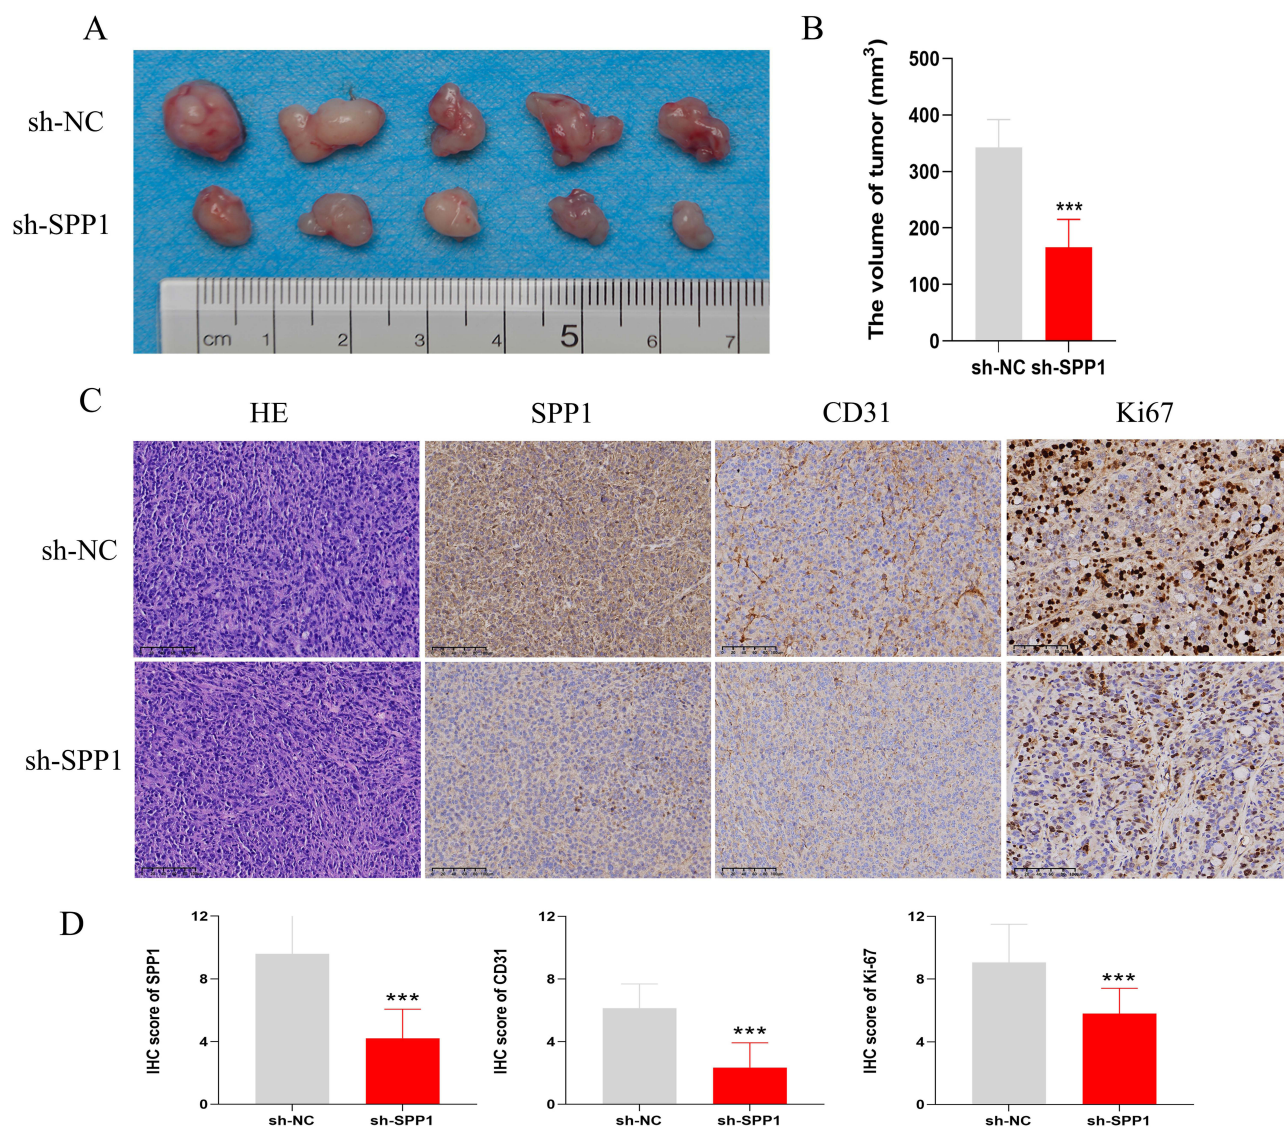 A
sh-NC
sh-SPP1
cm 1 2 3 4 5 6 7
B
The volume of tumor (mm³)
500
400
300
200
100
0
***
sh-NC sh-SPP1
C
HE SPP1 CD31 Ki67
sh-NC
sh-SPP1
D
IHC score of SPP1
12
8
4
0
***
sh-NC sh-SPP1
IHC score of CD31
12
8
4
0
***
sh-NC sh-SPP1
IHC score of Ki-67
12
8
4
0
***
sh-NC sh-SPP1